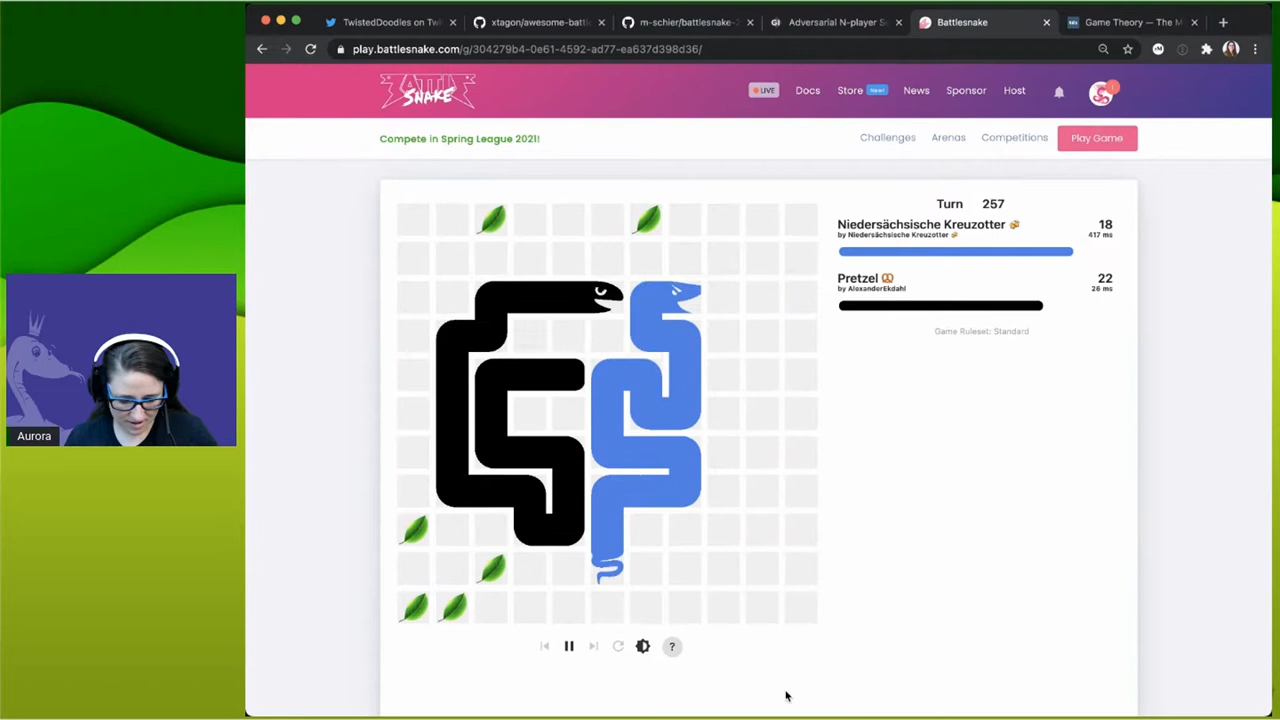 TwistedDoodles on Twi
xtagon/awesome-battl
m-schier/battlesnake-
Adversarial N-player S
Battlesnake
Game Theory — The M
play.battlesnake.com/g/304279b4-0e61-4592-ad77-ea637d398d36/
BATTLE SNAKE
LIVE
Docs
Store
New!
News
Sponsor
Host
Compete in Spring League 2021!
Challenges
Arenas
Competitions
Play Game
Turn 257
Niedersächsische Kreuzotter 18
by Niedersächsische Kreuzotter 417 ms
Pretzel 22
by AlexanderEkdahl 26 ms
Game Ruleset: Standard
Aurora
?